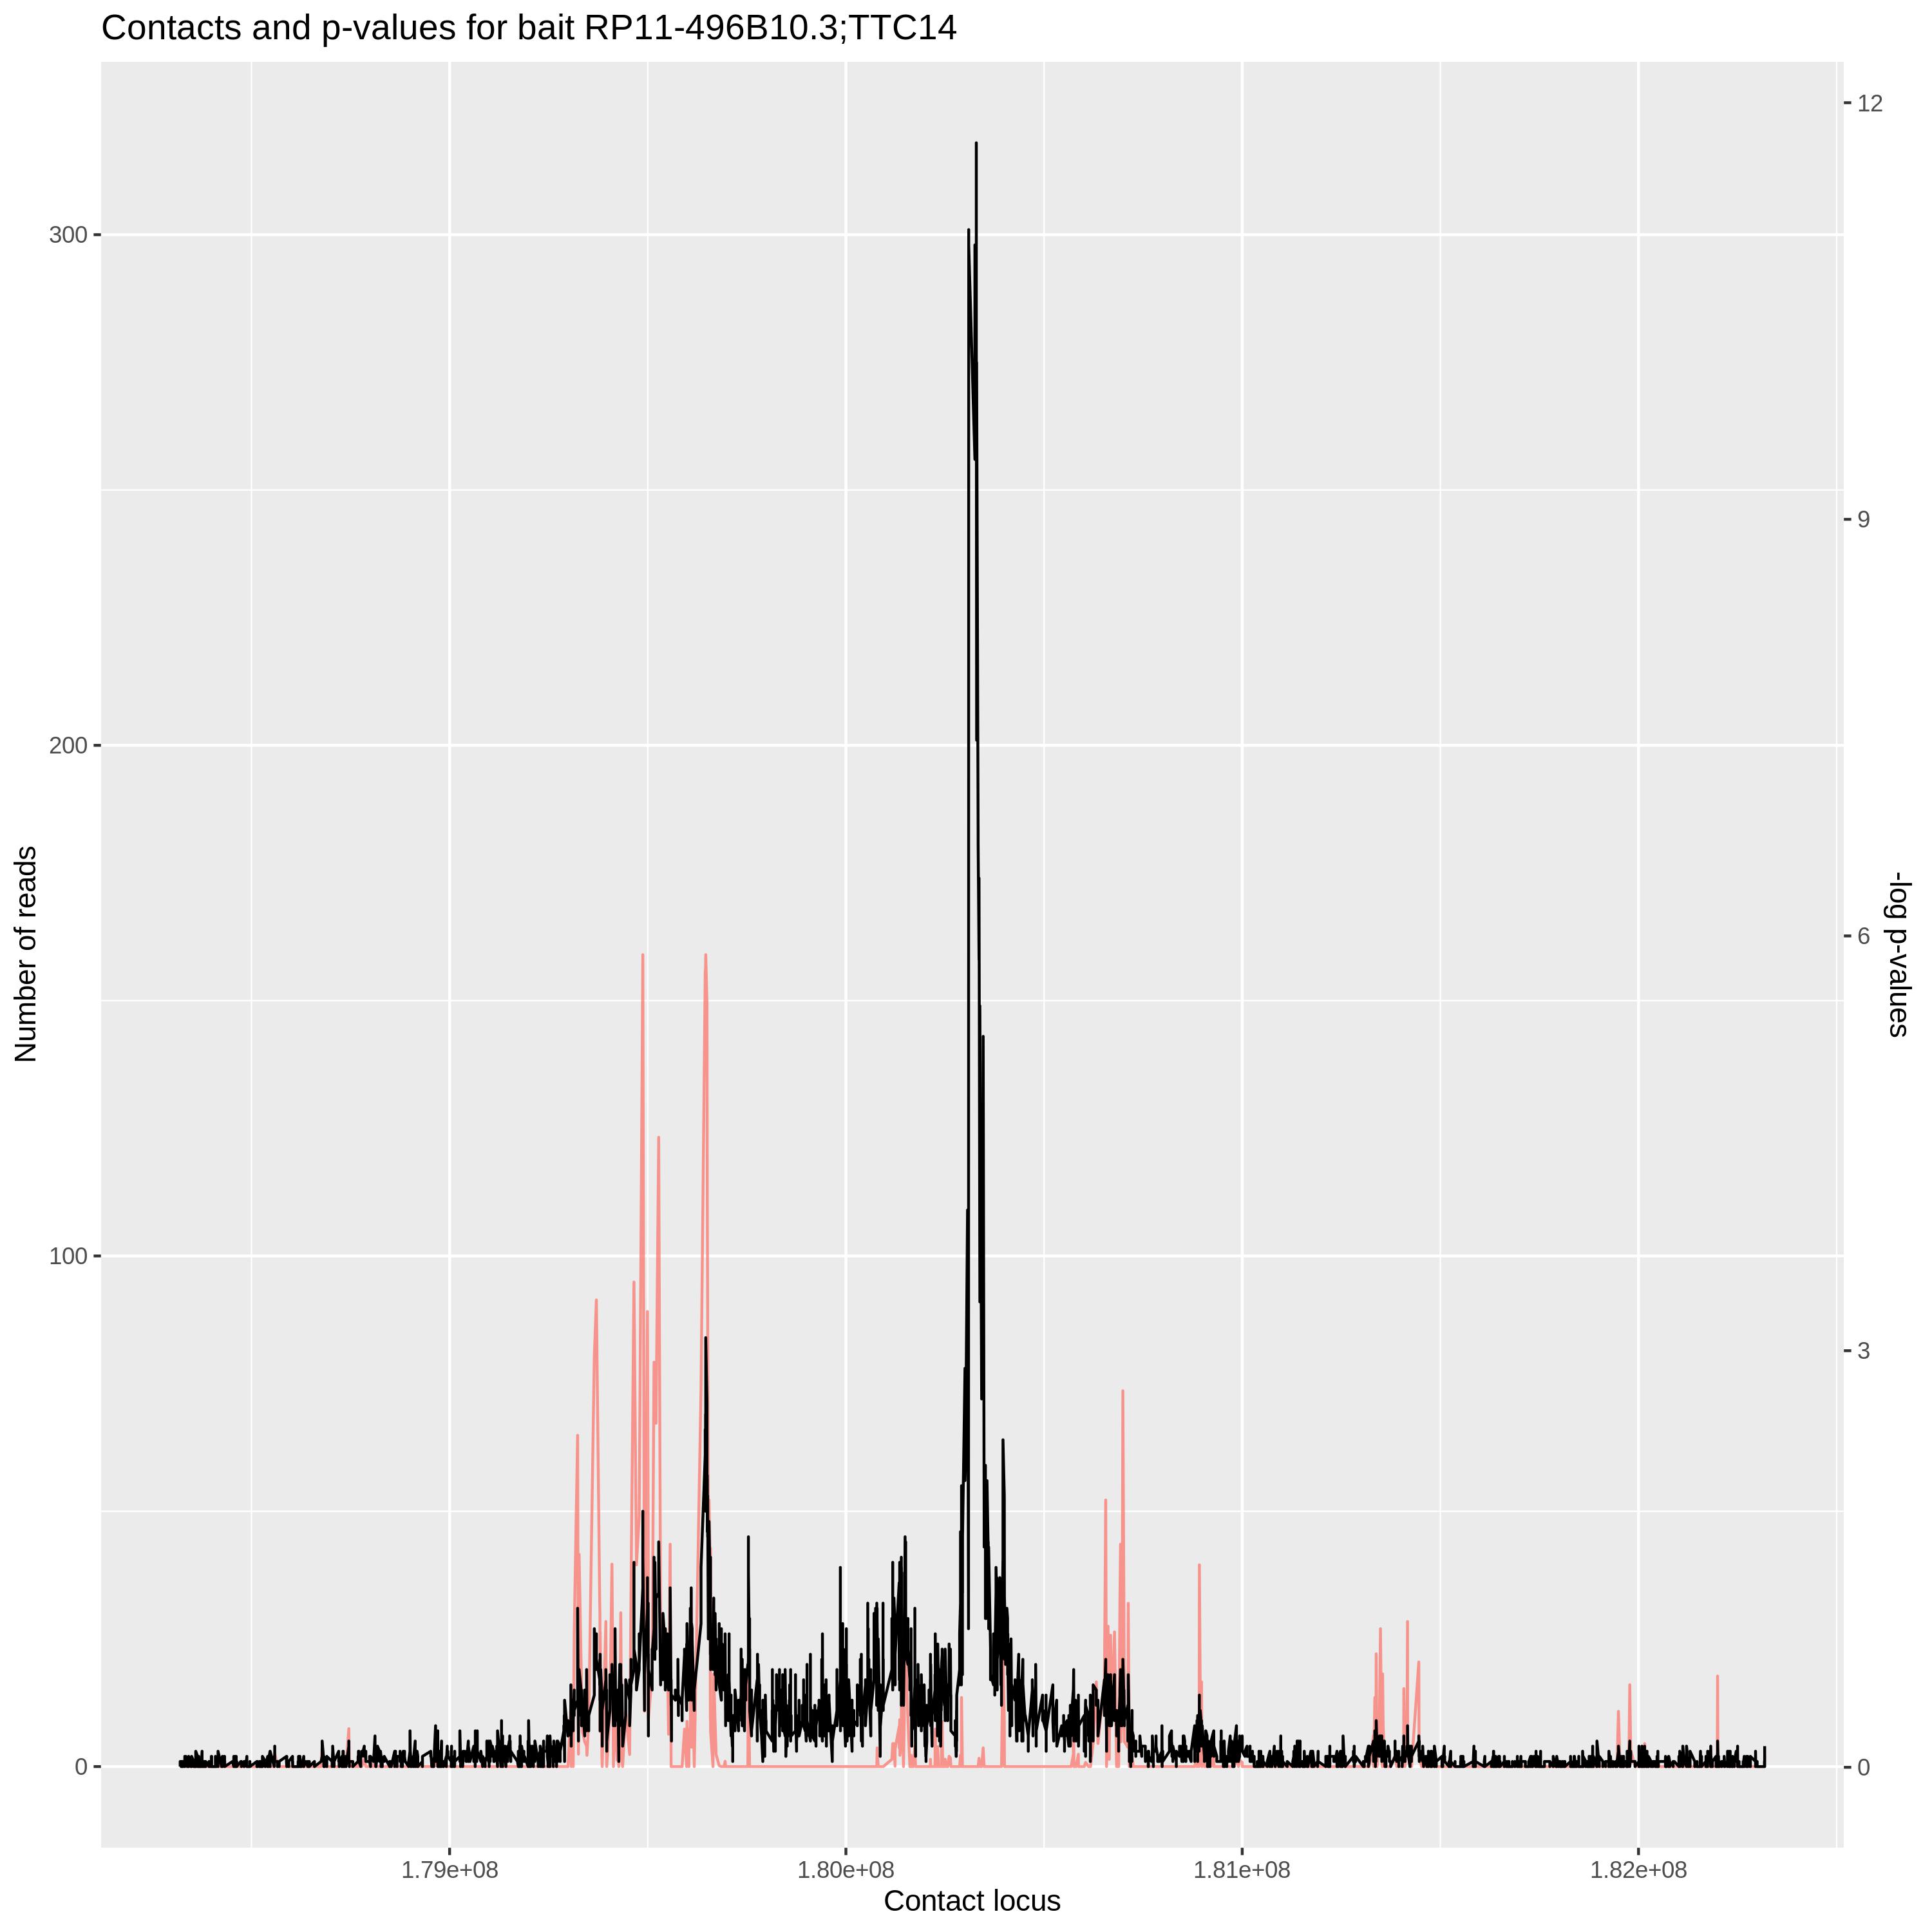 Contacts and p-values for bait RP11-496B10.3;TTC14
12
300
9
200
Number of reads
6
-log p-values
100
3
0
0
1.79e+08
1.80e+08
1.81e+08
1.82e+08
Contact locus